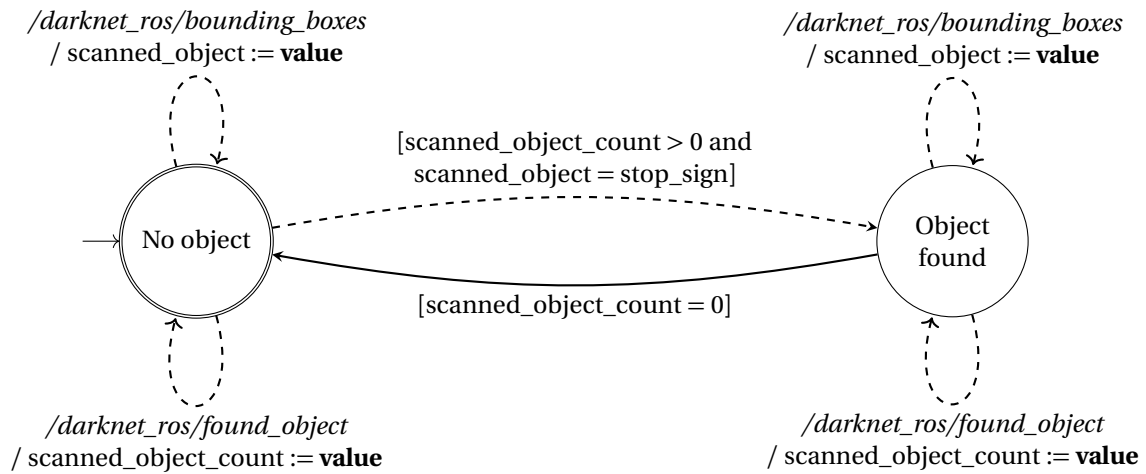 /darknet_ros/bounding_boxes
/ scanned_object := value
/darknet_ros/bounding_boxes
/ scanned_object := value
[scanned_object_count > 0 and
scanned_object = stop_sign]
No object
Object
found
[scanned_object_count = 0]
/darknet_ros/found_object
/ scanned_object_count := value
/darknet_ros/found_object
/ scanned_object_count := value